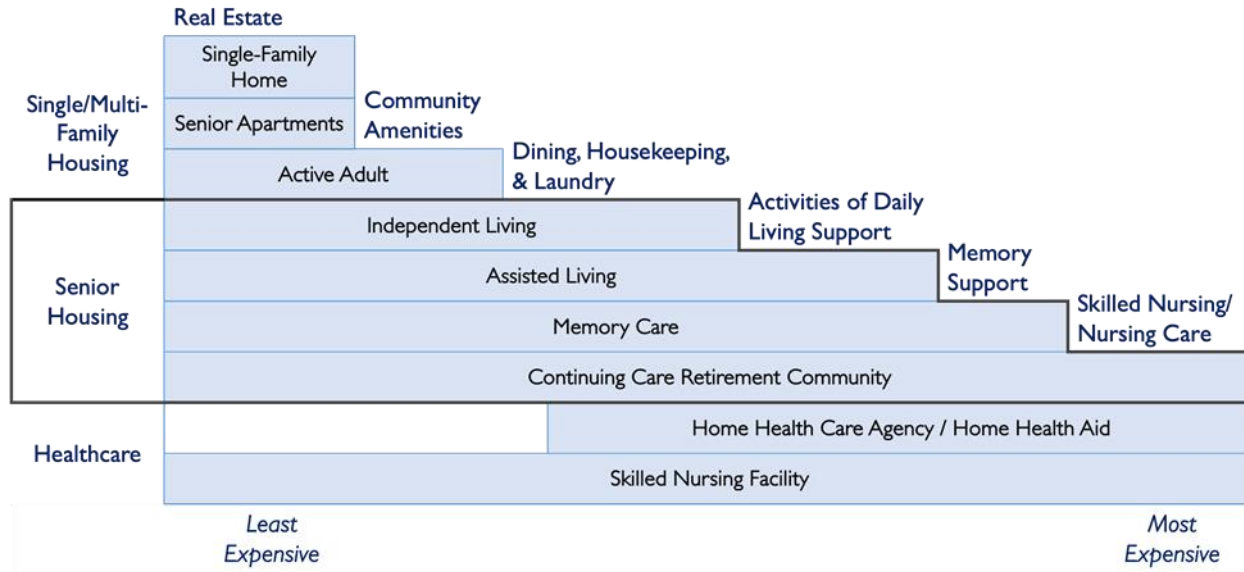 Real Estate
Single-Family
Home
Single/Multi-
Family
Housing
Community
Amenities
Senior Apartments
Dining, Housekeeping,
& Laundry
Active Adult
Activities of Daily
Living Support
Independent Living
Memory
Support
Senior
Housing
Assisted Living
Skilled Nursing/
Nursing Care
Memory Care
Continuing Care Retirement Community
Home Health Care Agency / Home Health Aid
Healthcare
Skilled Nursing Facility
Least
Expensive
Most
Expensive